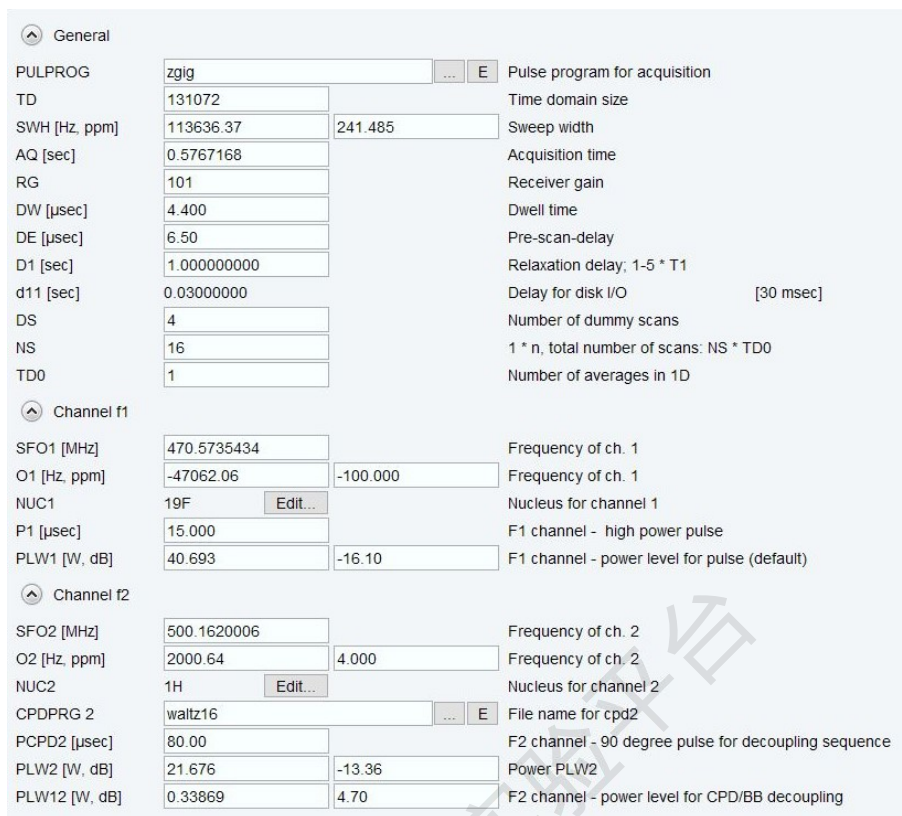 General
PULPROG zgig ... E Pulse program for acquisition
TD 131072 Time domain size
SWH [Hz, ppm] 113636.37 241.485 Sweep width
AQ [sec] 0.5767168 Acquisition time
RG 101 Receiver gain
DW [µsec] 4.400 Dwell time
DE [µsec] 6.50 Pre-scan-delay
D1 [sec] 1.000000000 Relaxation delay; 1-5 * T1
d11 [sec] 0.03000000 Delay for disk I/O [30 msec]
DS 4 Number of dummy scans
NS 16 1 * n, total number of scans: NS * TD0
TD0 1 Number of averages in 1D
Channel f1
SFO1 [MHz] 470.5735434 Frequency of ch. 1
O1 [Hz, ppm] -47062.06 -100.000 Frequency of ch. 1
NUC1 19F Edit... Nucleus for channel 1
P1 [µsec] 15.000 F1 channel - high power pulse
PLW1 [W, dB] 40.693 -16.10 F1 channel - power level for pulse (default)
Channel f2
SFO2 [MHz] 500.1620006 Frequency of ch. 2
O2 [Hz, ppm] 2000.64 4.000 Frequency of ch. 2
NUC2 1H Edit... Nucleus for channel 2
CPDPRG 2 waltz16 ... E File name for cpd2
PCPD2 [µsec] 80.00 F2 channel - 90 degree pulse for decoupling sequence
PLW2 [W, dB] 21.676 -13.36 Power PLW2
PLW12 [W, dB] 0.33869 4.70 F2 channel - power level for CPD/BB decoupling
验平台